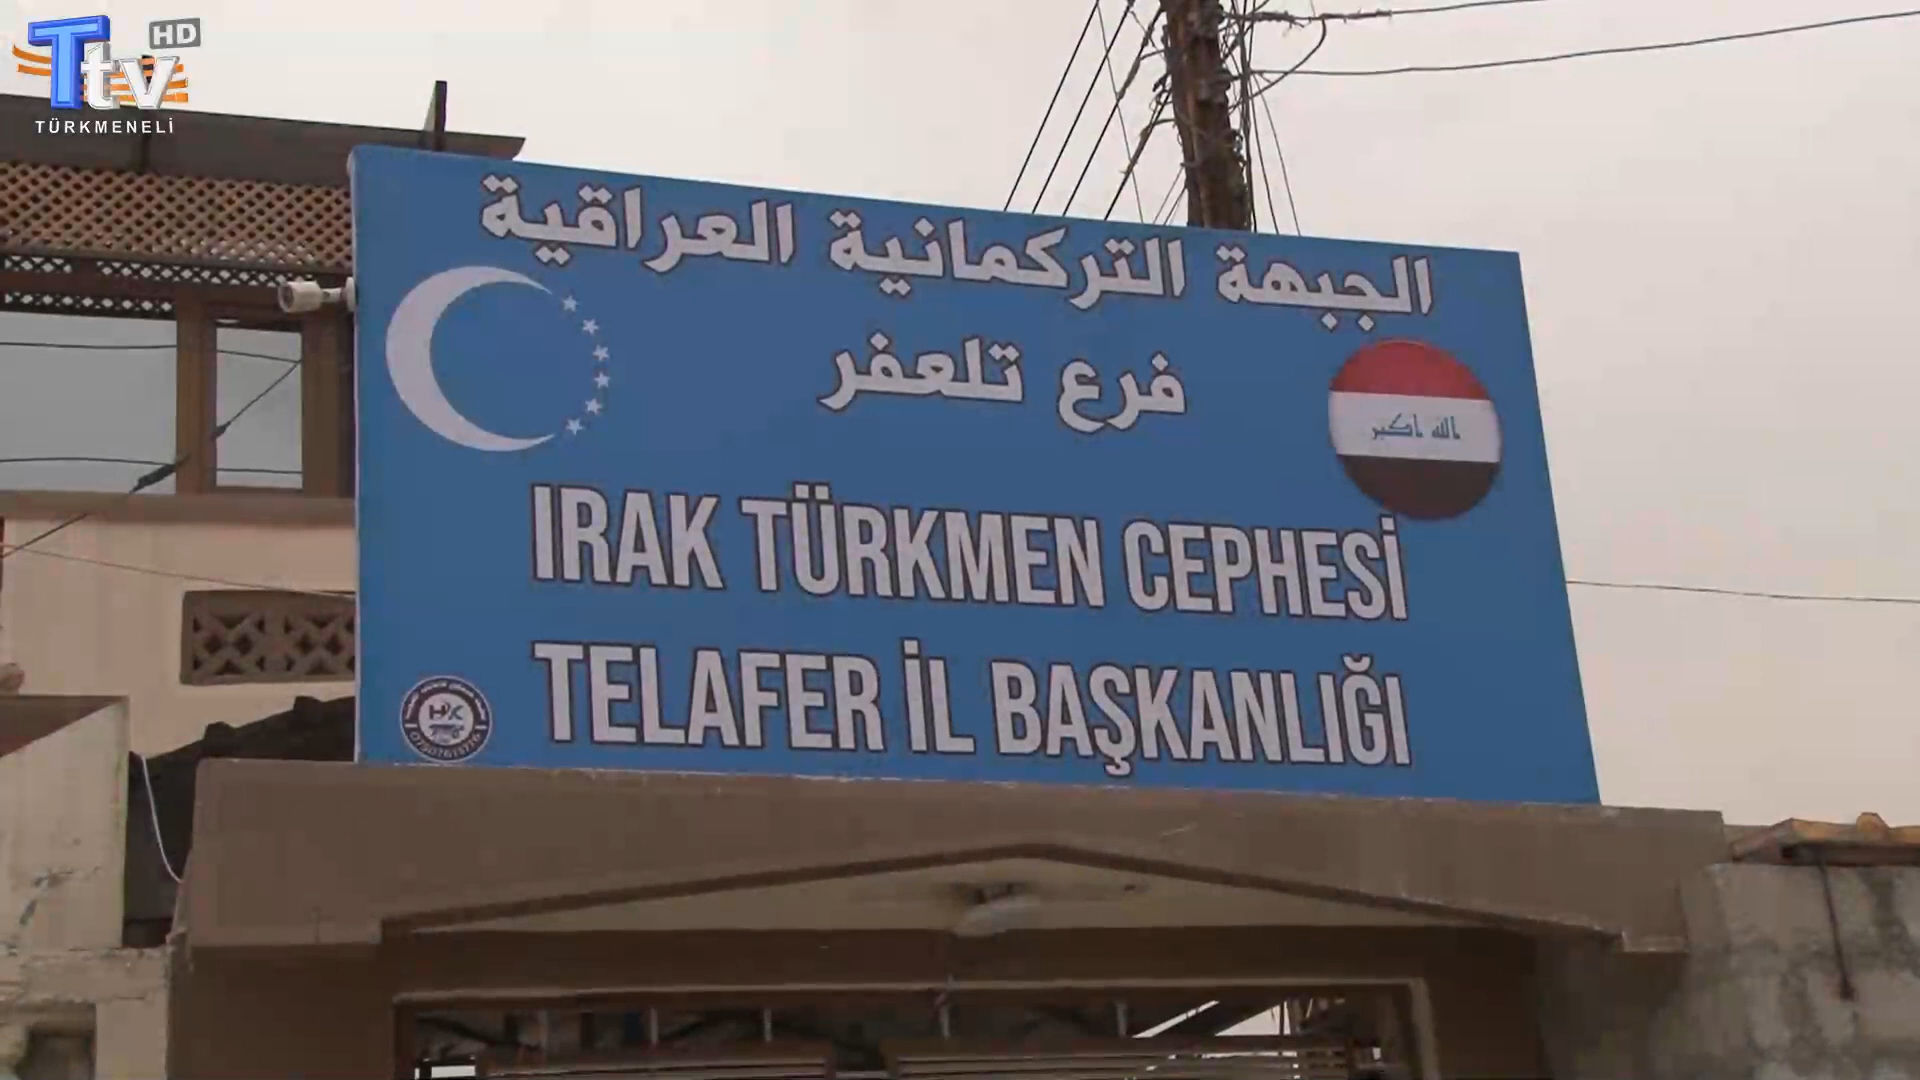 Ttv HD
TÜRKMENELİ
الجبهة التركمانية العراقية
فرع تلعفر
الله اكبر
IRAK TÜRKMEN CEPHESİ
TELAFER İL BAŞKANLIĞI